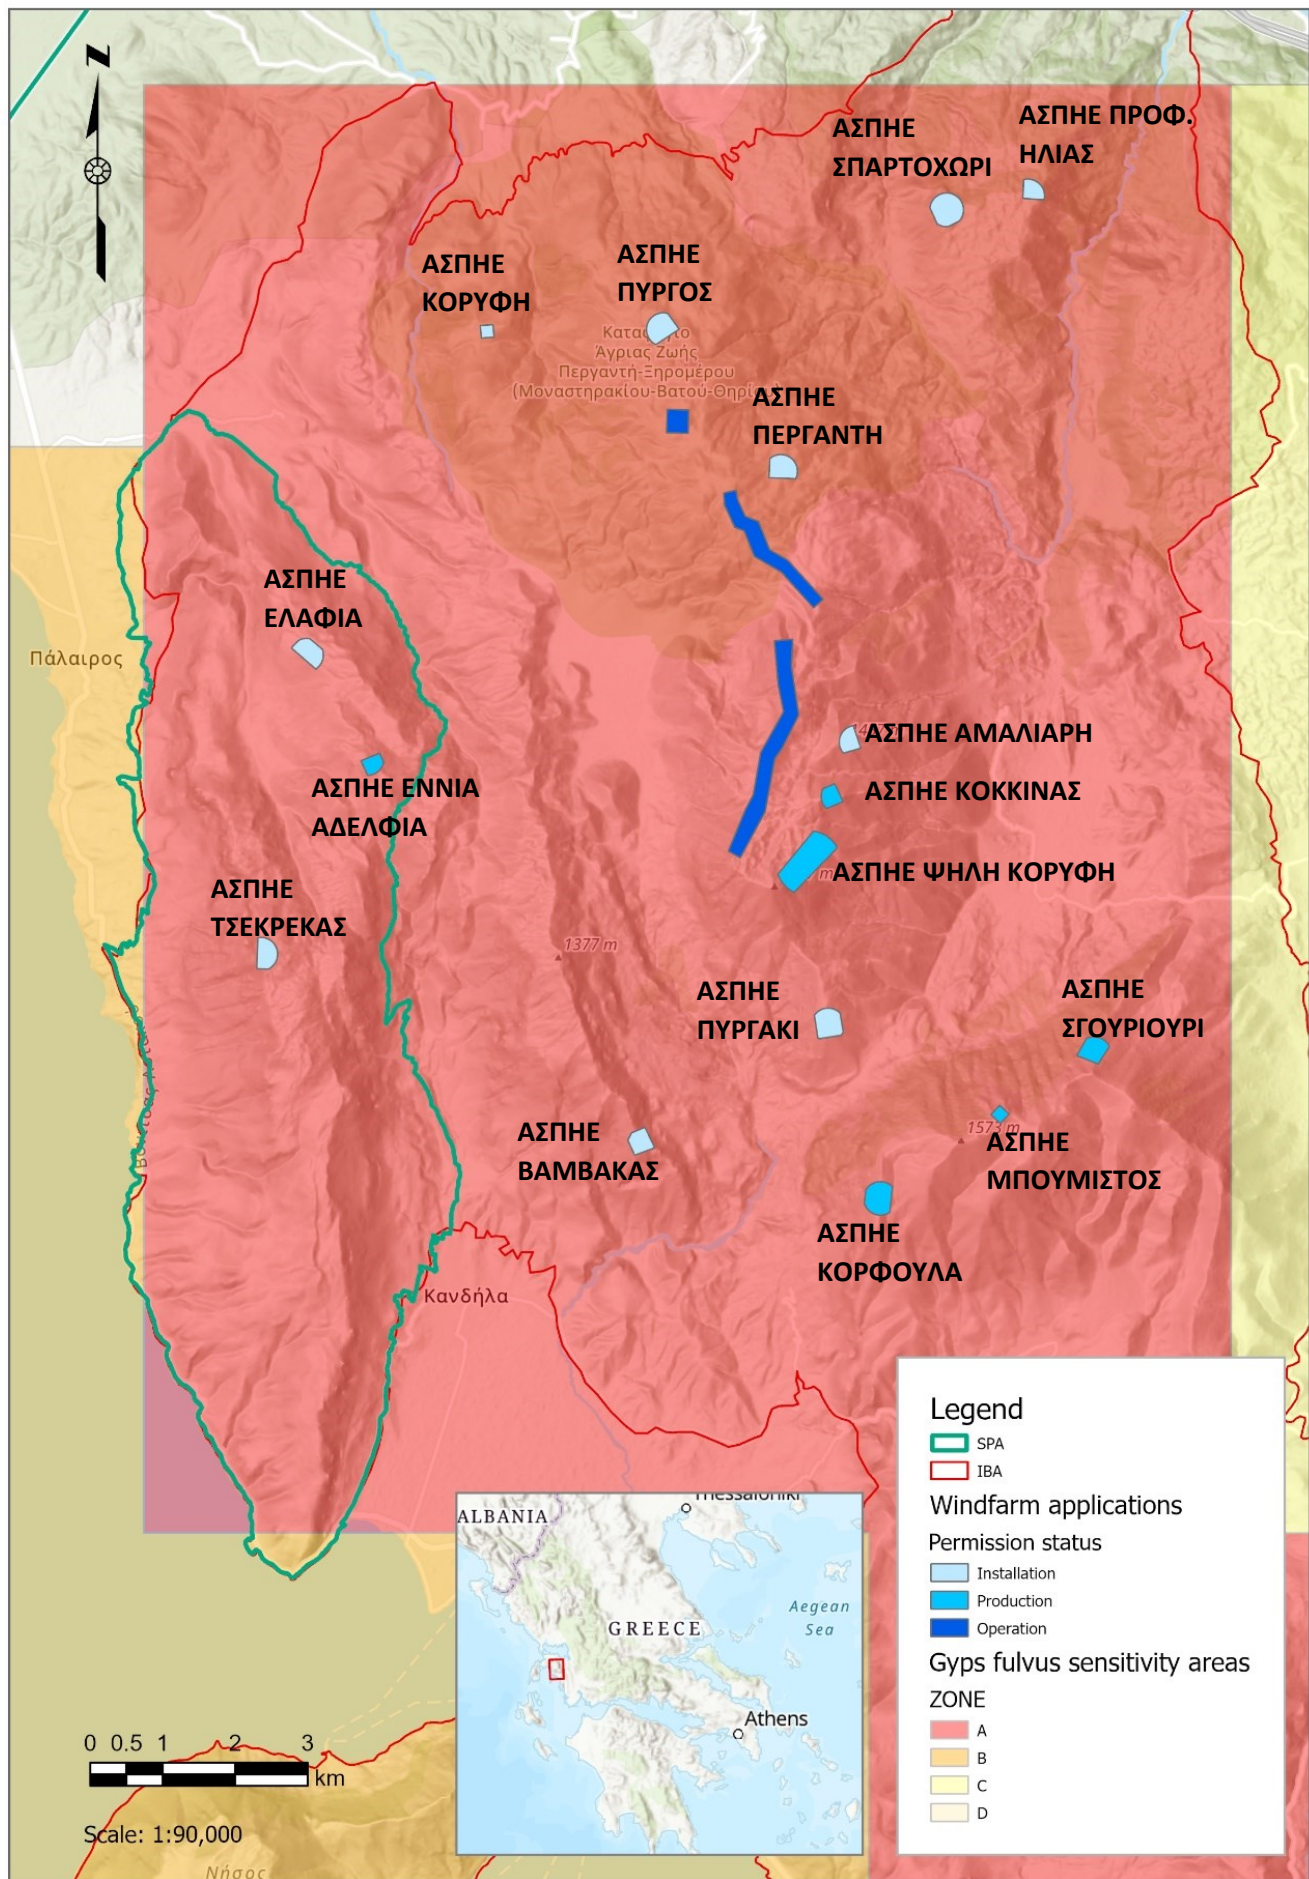 Z
ΑΣΠΗΕ
ΣΠΑΡΤΟΧΩΡΙ
ΑΣΠΗΕ ΠΡΟΦ.
ΗΛΙΑΣ
ΑΣΠΗΕ
ΚΟΡΥΦΗ
ΑΣΠΗΕ
ΠΥΡΓΟΣ
Άγριας Ζωής
Περγαντή-Ξηρομέρου
ΑΣΠΗΕ
ΠΕΡΓΑΝΤΗ
ΑΣΠΗΕ
ΕΛΑΦΙΑ
Πάλαιρος
ΑΣΠΗΕ ΑΜΑΛΙΑΡΗ
ΑΣΠΗΕ ΕΝΝΙΑ
ΑΔΕΛΦΙΑ
ΑΣΠΗΕ ΚΟΚΚΙΝΑΣ
ΑΣΠΗΕ ΨΗΛΗ ΚΟΡΥΦΗ
m
ΑΣΠΗΕ
ΤΣΕΚΡΕΚΑΣ
1377 m
ΑΣΠΗΕ
ΠΥΡΓΑΚΙ
ΑΣΠΗΕ
ΣΓΟΥΡΙΟΥΡΙ
ΑΣΠΗΕ
ΒΑΜΒΑΚΑΣ
1573 m
ΑΣΠΗΕ
ΜΠΟΥΜΙΣΤΟΣ
ΑΣΠΗΕ
ΚΟΡΦΟΥΛΑ
Κανδήλα
Legend
SPA
IBA
Windfarm applications
Permission status
Installation
Production
Operation
Gyps fulvus sensitivity areas
ZONE
A
B
C
D
Thessaloniki
ALBANIA
Aegean
Sea
GREECE
Athens
0 0.5 1 2 3
km
Scale: 1:90,000
Νήσος